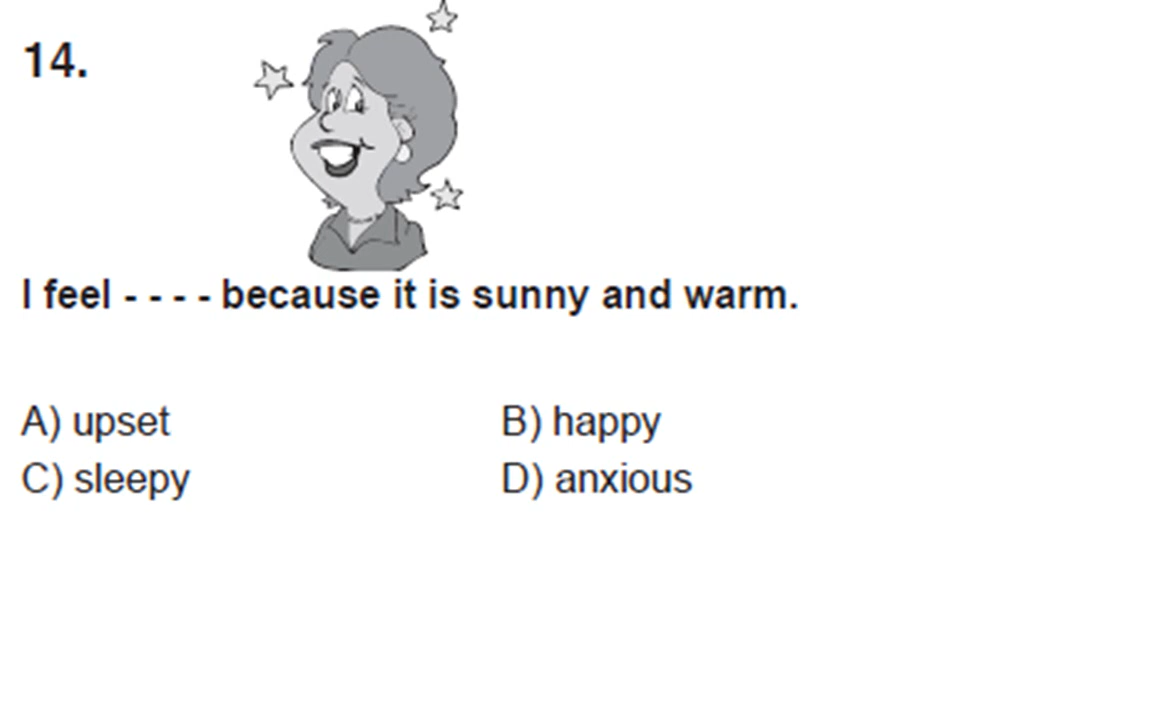 14.
I feel - - - - because it is sunny and warm.
A) upset B) happy
C) sleepy D) anxious